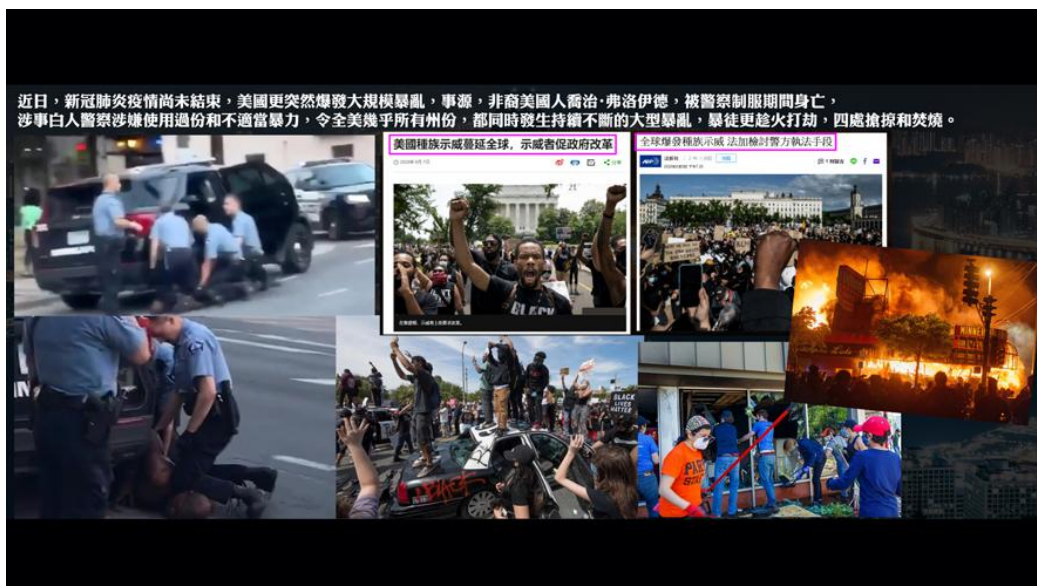 近日，新冠肺炎疫情尚未結束，美國更突然爆發大規模暴亂，事源，非裔美國人喬治·弗洛伊德，被警察制服期間身亡，
涉事白人警察涉嫌使用過份和不適當暴力，令全美幾乎所有州份，都同時發生持續不斷的大型暴亂，暴徒更趁火打劫，四處搶掠和焚燒。
美國種族示威蔓延全球，示威者促政府改革
分享
全球爆發種族示威 法加檢討警方執法手段
AFP
BLACK
BLACK
LIVES
MATTER